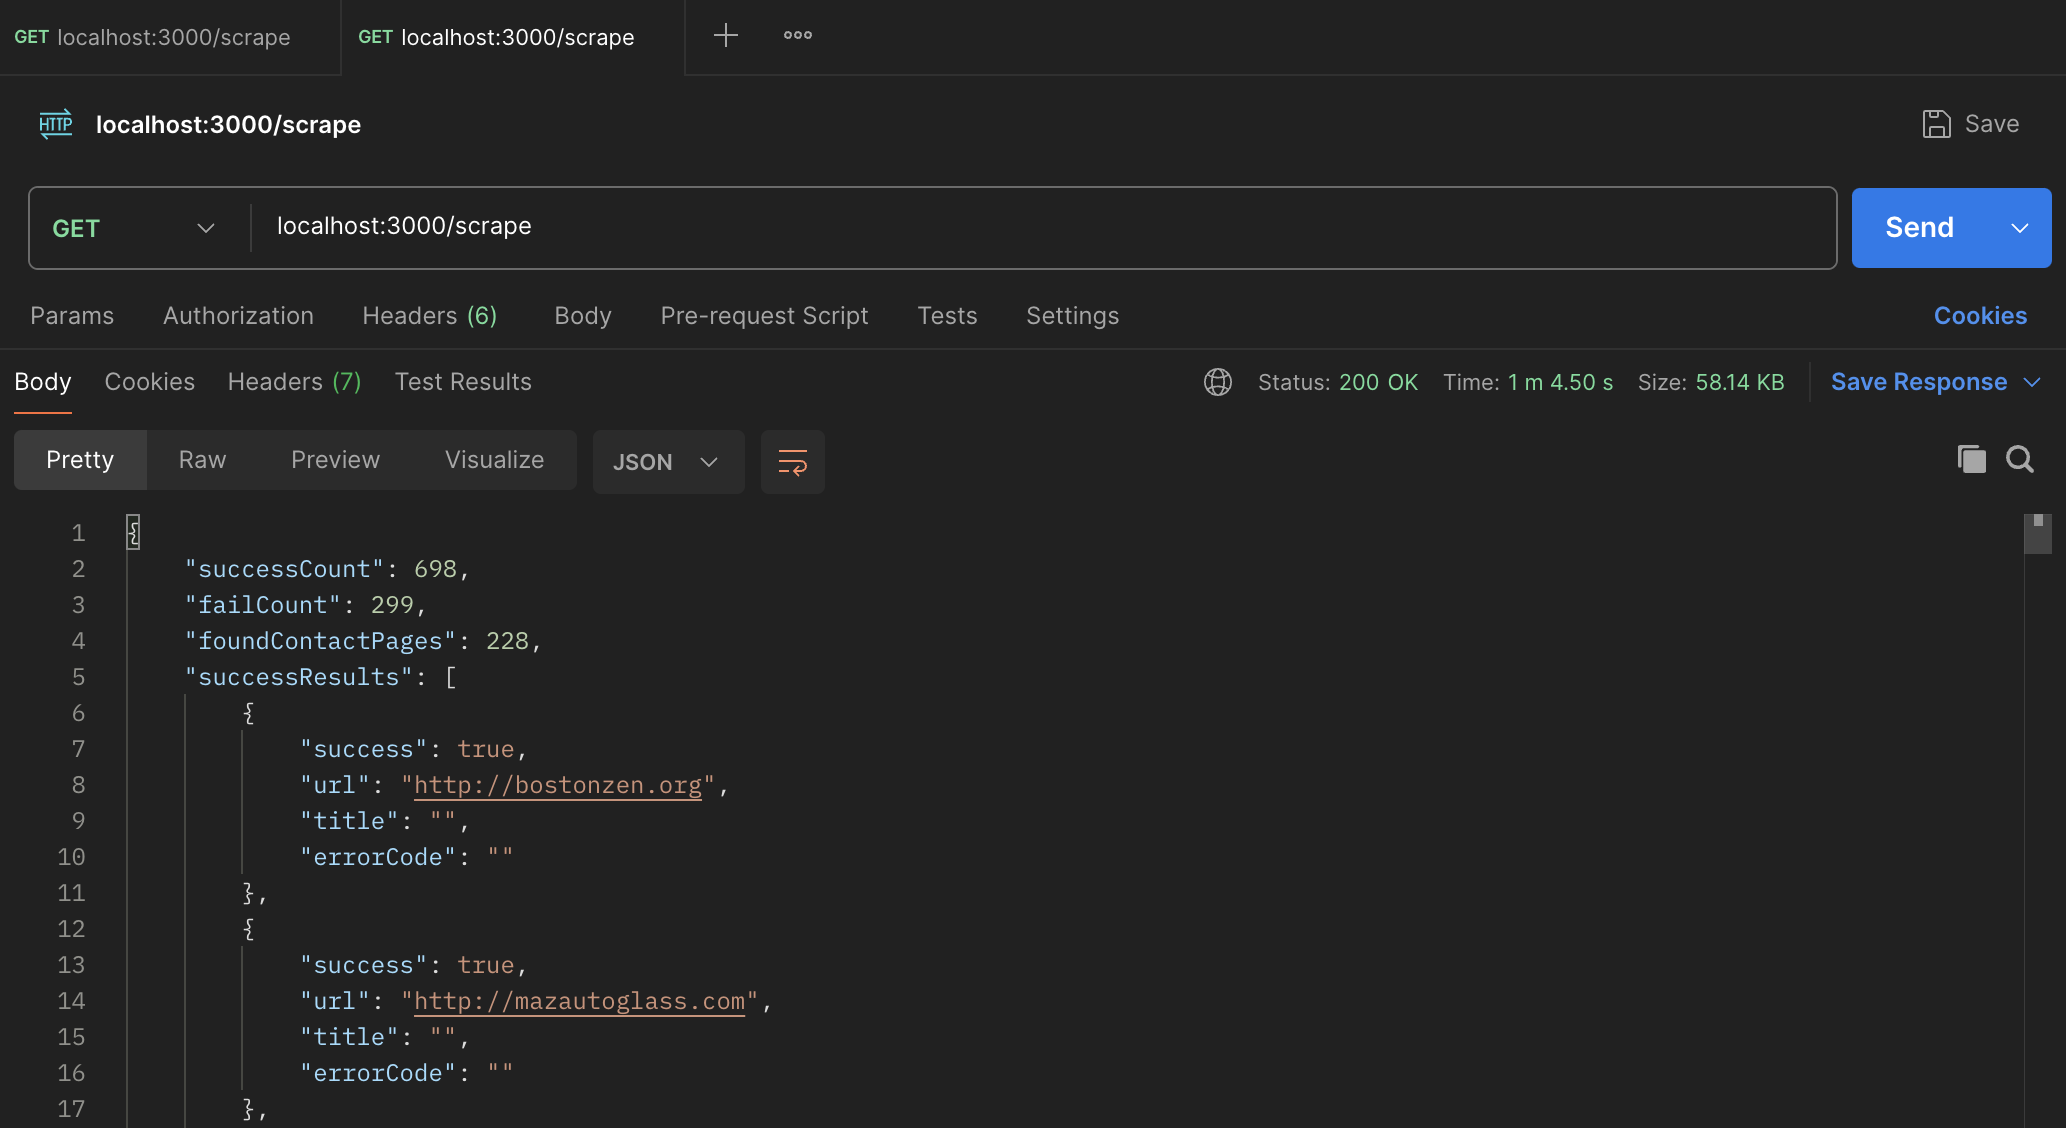 GET localhost:3000/scrape GET localhost:3000/scrape
HTTP localhost:3000/scrape Save
GET localhost:3000/scrape Send
Params Authorization Headers (6) Body Pre-request Script Tests Settings Cookies
Body Cookies Headers (7) Test Results Status: 200 OK Time: 1 m 4.50 s Size: 58.14 KB Save Response
Pretty Raw Preview Visualize JSON
1 {
2 "successCount": 698,
3 "failCount": 299,
4 "foundContactPages": 228,
5 "successResults": [
6 {
7 "success": true,
8 "url": "http://bostonzen.org",
9 "title": "",
10 "errorCode": ""
11 },
12 {
13 "success": true,
14 "url": "http://mazautoglass.com",
15 "title": "",
16 "errorCode": ""
17 },